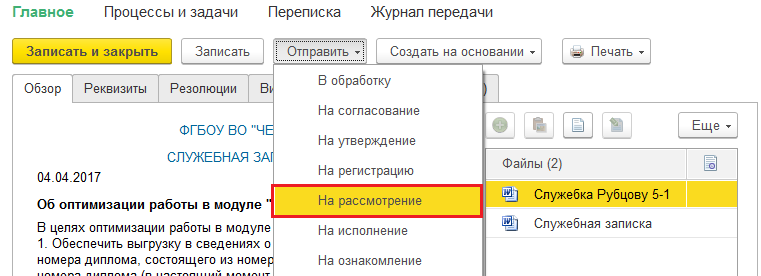 Главное Процессы и задачи Переписка Журнал передачи
Записать и закрыть Записать Отправить Создать на основании Печать
Обзор Реквизиты Резолюции Ви )
В обработку
На согласование
На утверждение
На регистрацию
На рассмотрение
На исполнение
На ознакомление
ФГБОУ ВО "ЧЕ
СЛУЖЕБНАЯ ЗАП
04.04.2017
Об оптимизации работы в модуле "
В целях оптимизации работы в модуле
1. Обеспечить выгрузку в сведениях о
номера диплома, состоящего из номер
номера диплома (в настоящий момент
Еще
Файлы (2)
Служебка Рубцову 5-1
Служебная записка